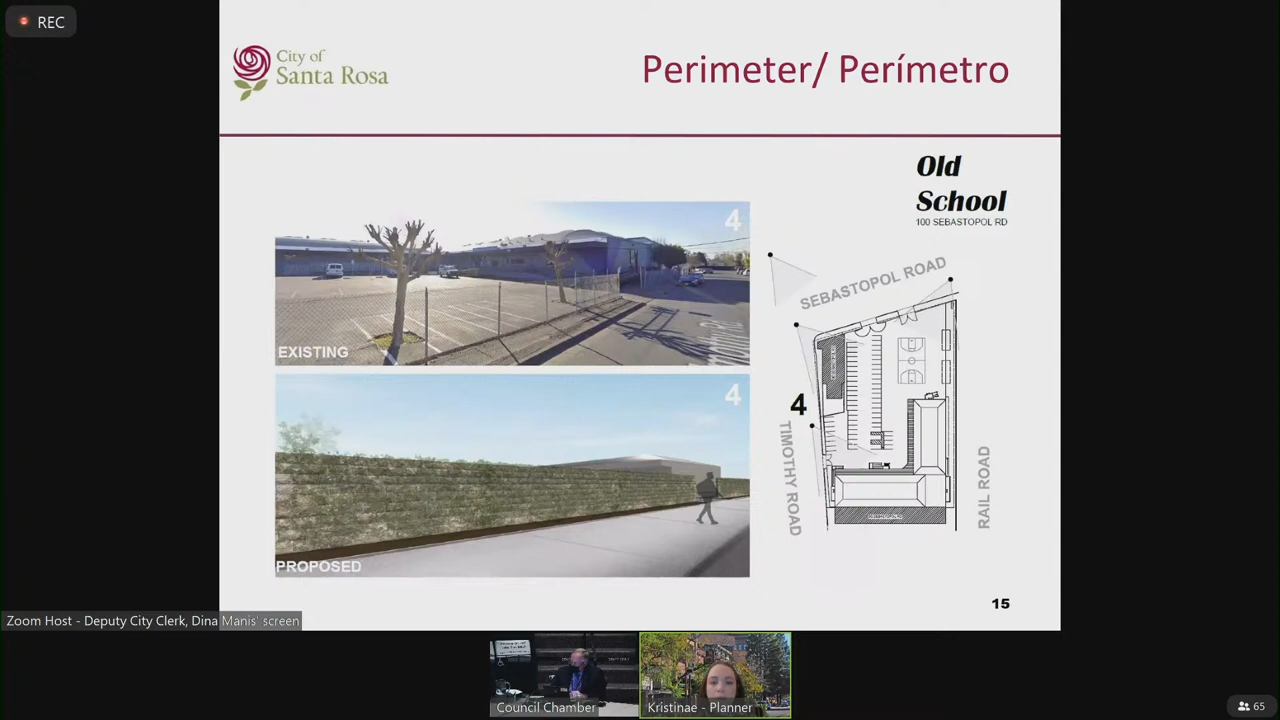 REC
City of
Santa Rosa
Perimeter/ Perímetro
Old
School
100 SEBASTOPOL RD
4
EXISTING
4
PROPOSED
SEBASTOPOL ROAD
4
TIMOTHY ROAD
RAIL ROAD
15
Zoom Host - Deputy City Clerk, Dina Manis' screen
Council Chamber
Kristinae - Planner
65